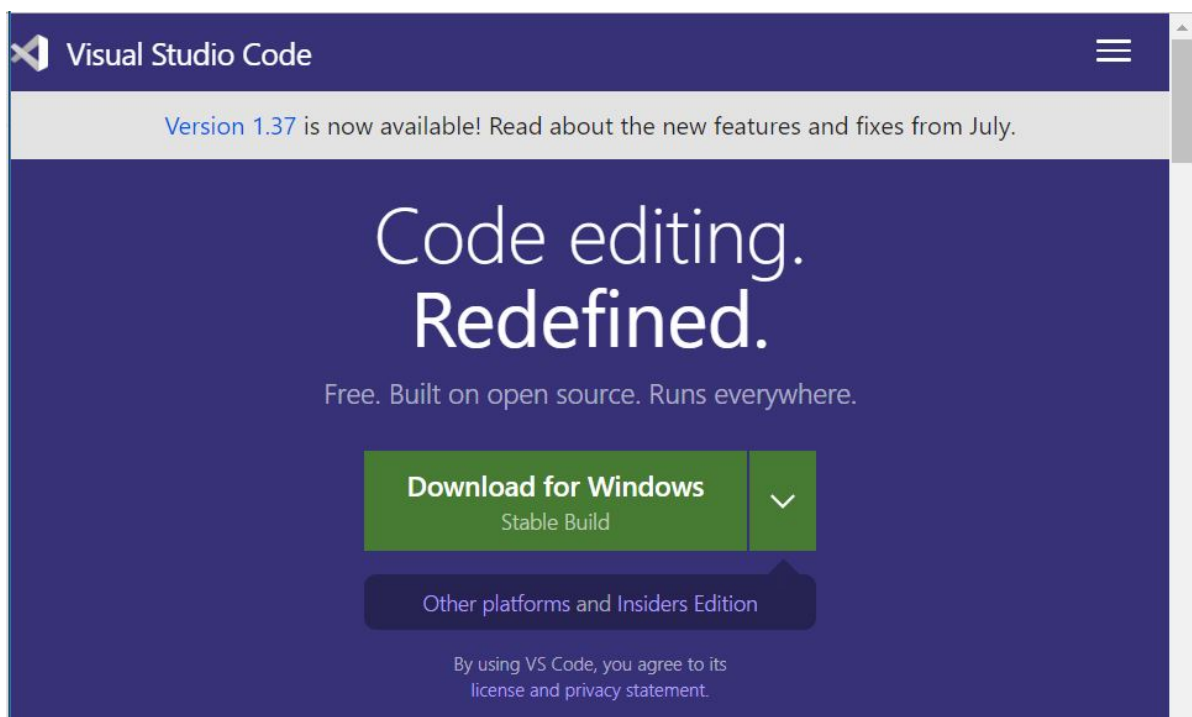 Visual Studio Code
Version 1.37 is now available! Read about the new features and fixes from July.
Code editing.
Redefined.
Free. Built on open source. Runs everywhere.
Download for Windows
Stable Build
Other platforms and Insiders Edition
By using VS Code, you agree to its
license and privacy statement.